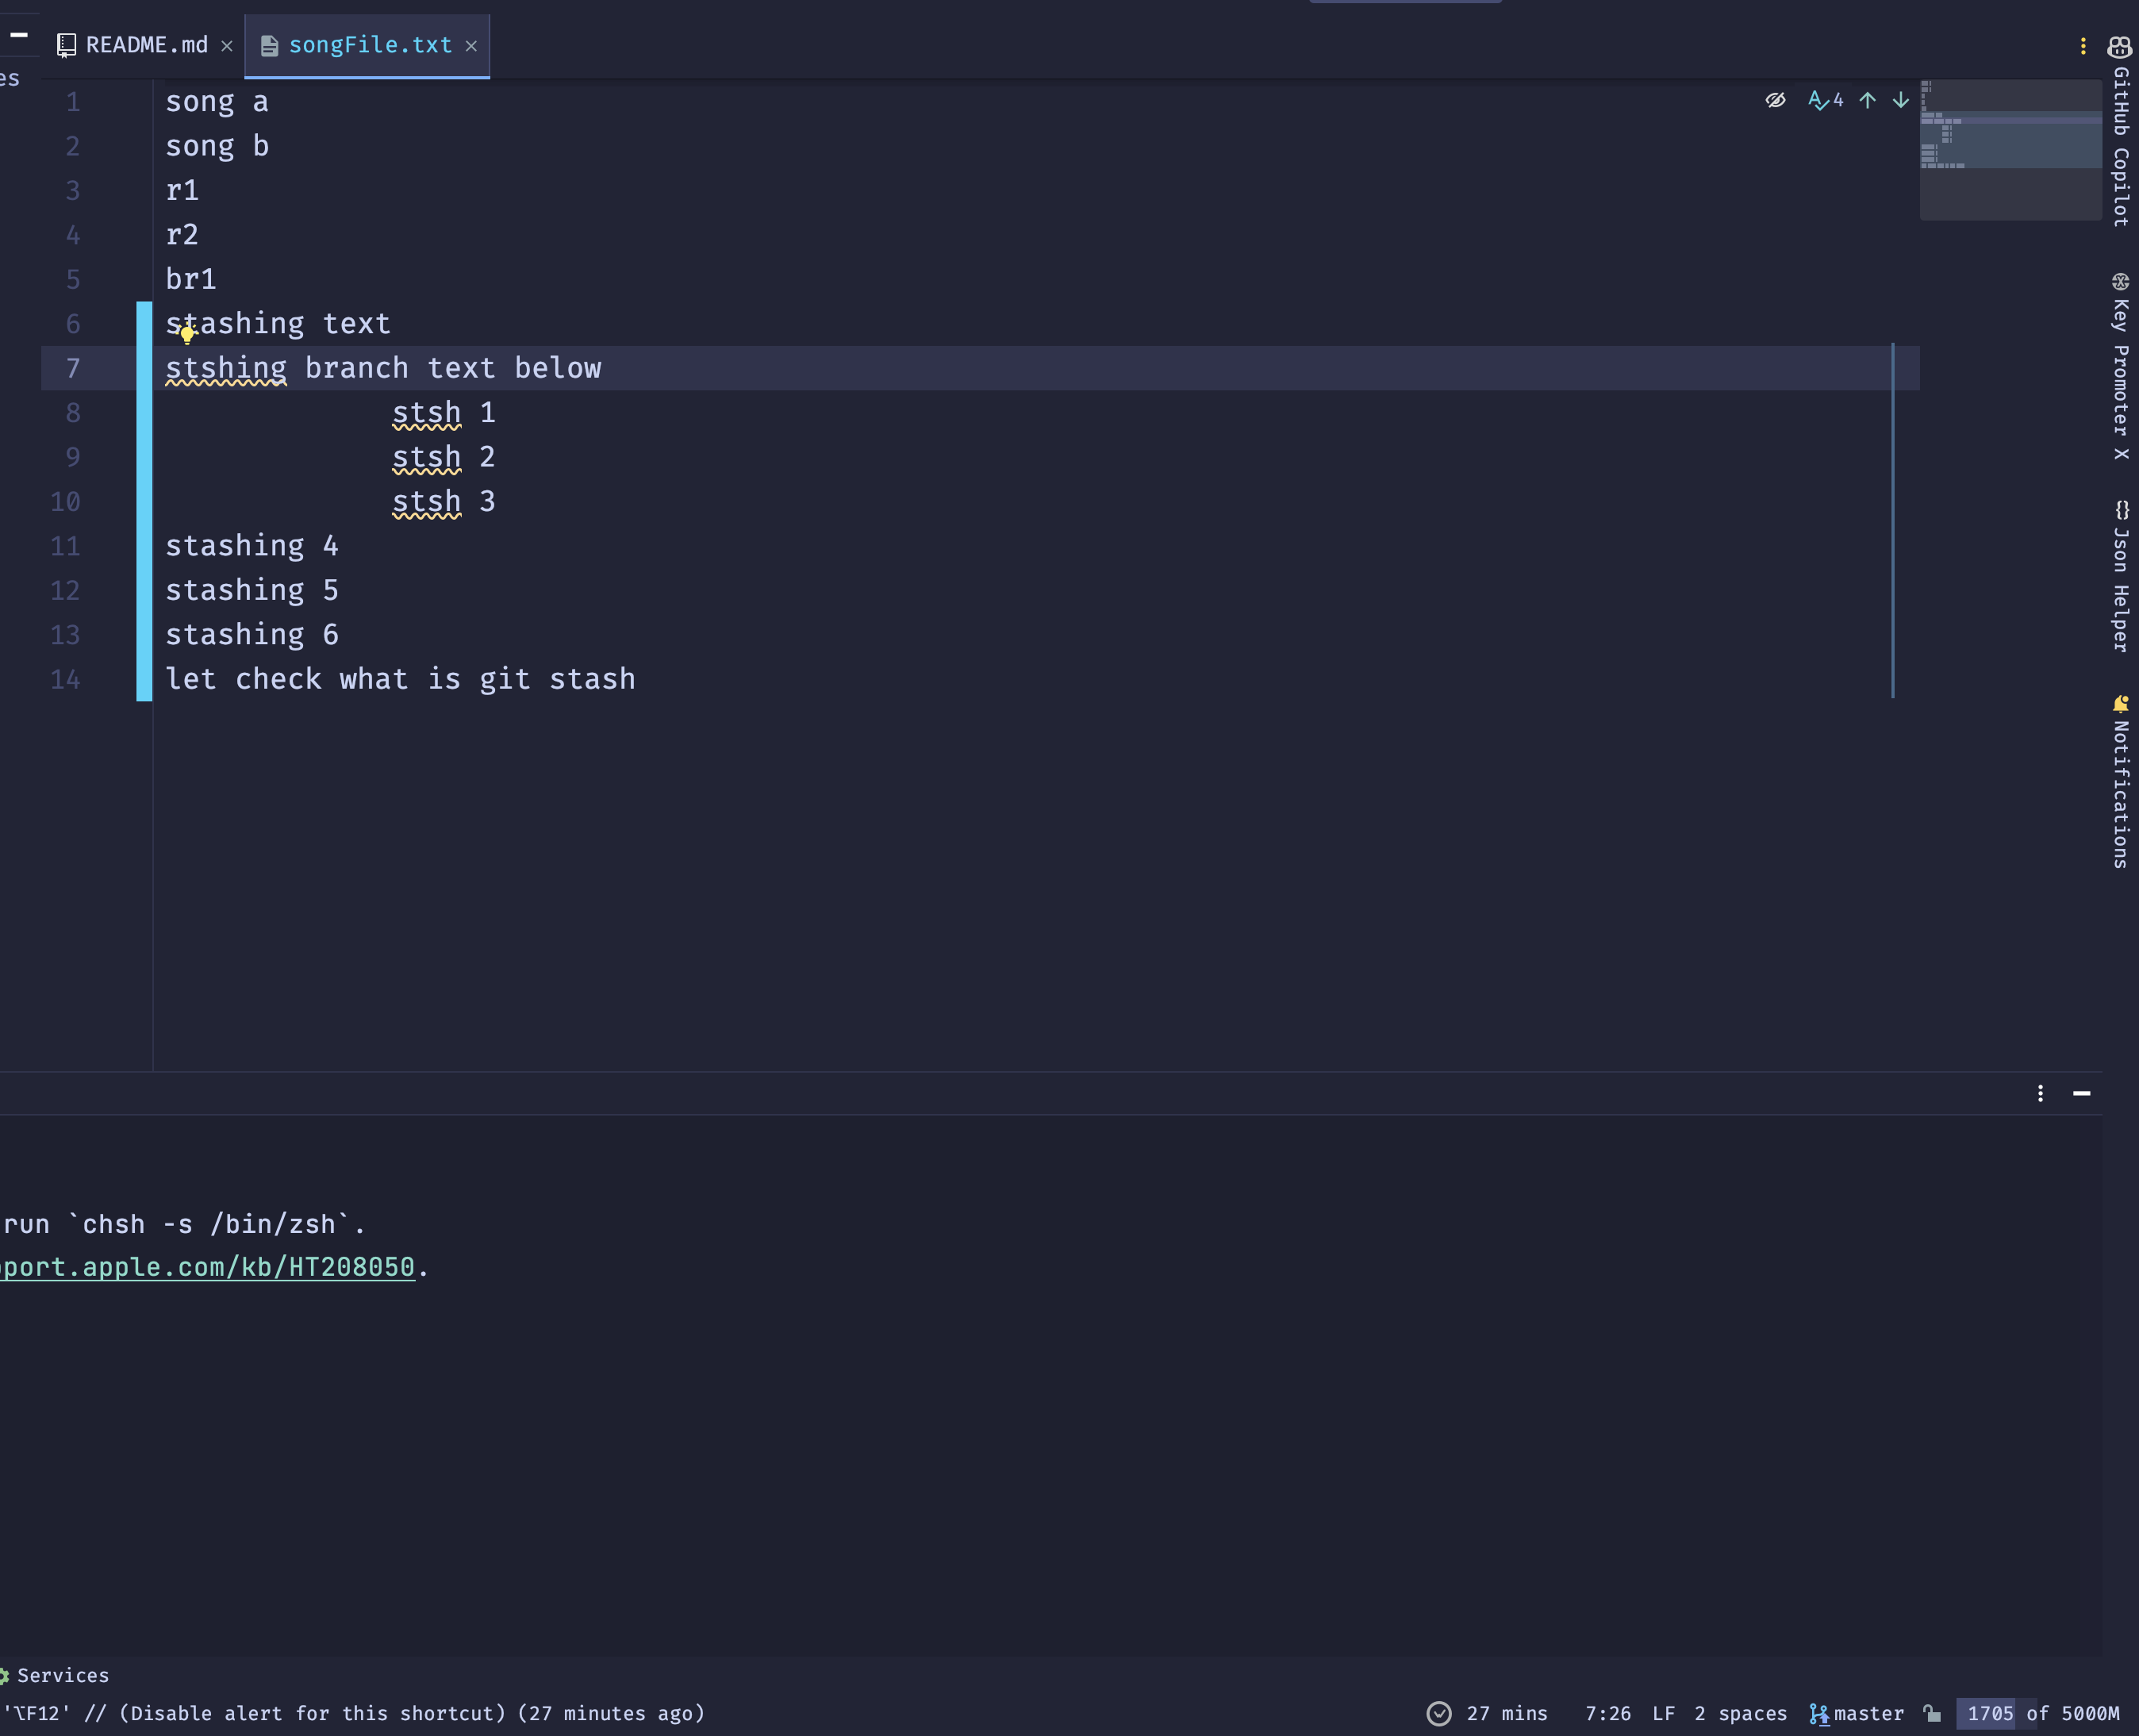 README.md
songFile.txt
es
1 song a
2 song b
3 r1
4 r2
5 br1
6 stashing text
7 stshing branch text below
8 stsh 1
9 stsh 2
10 stsh 3
11 stashing 4
12 stashing 5
13 stashing 6
14 let check what is git stash
4
GitHub Copilot
Key Promoter X
{} Json Helper
Notifications
run `chsh -s /bin/zsh`.
pport.apple.com/kb/HT208050.
Services
'⌥F12' // (Disable alert for this shortcut) (27 minutes ago)
27 mins
7:26
LF
2 spaces
master
1705 of 5000M